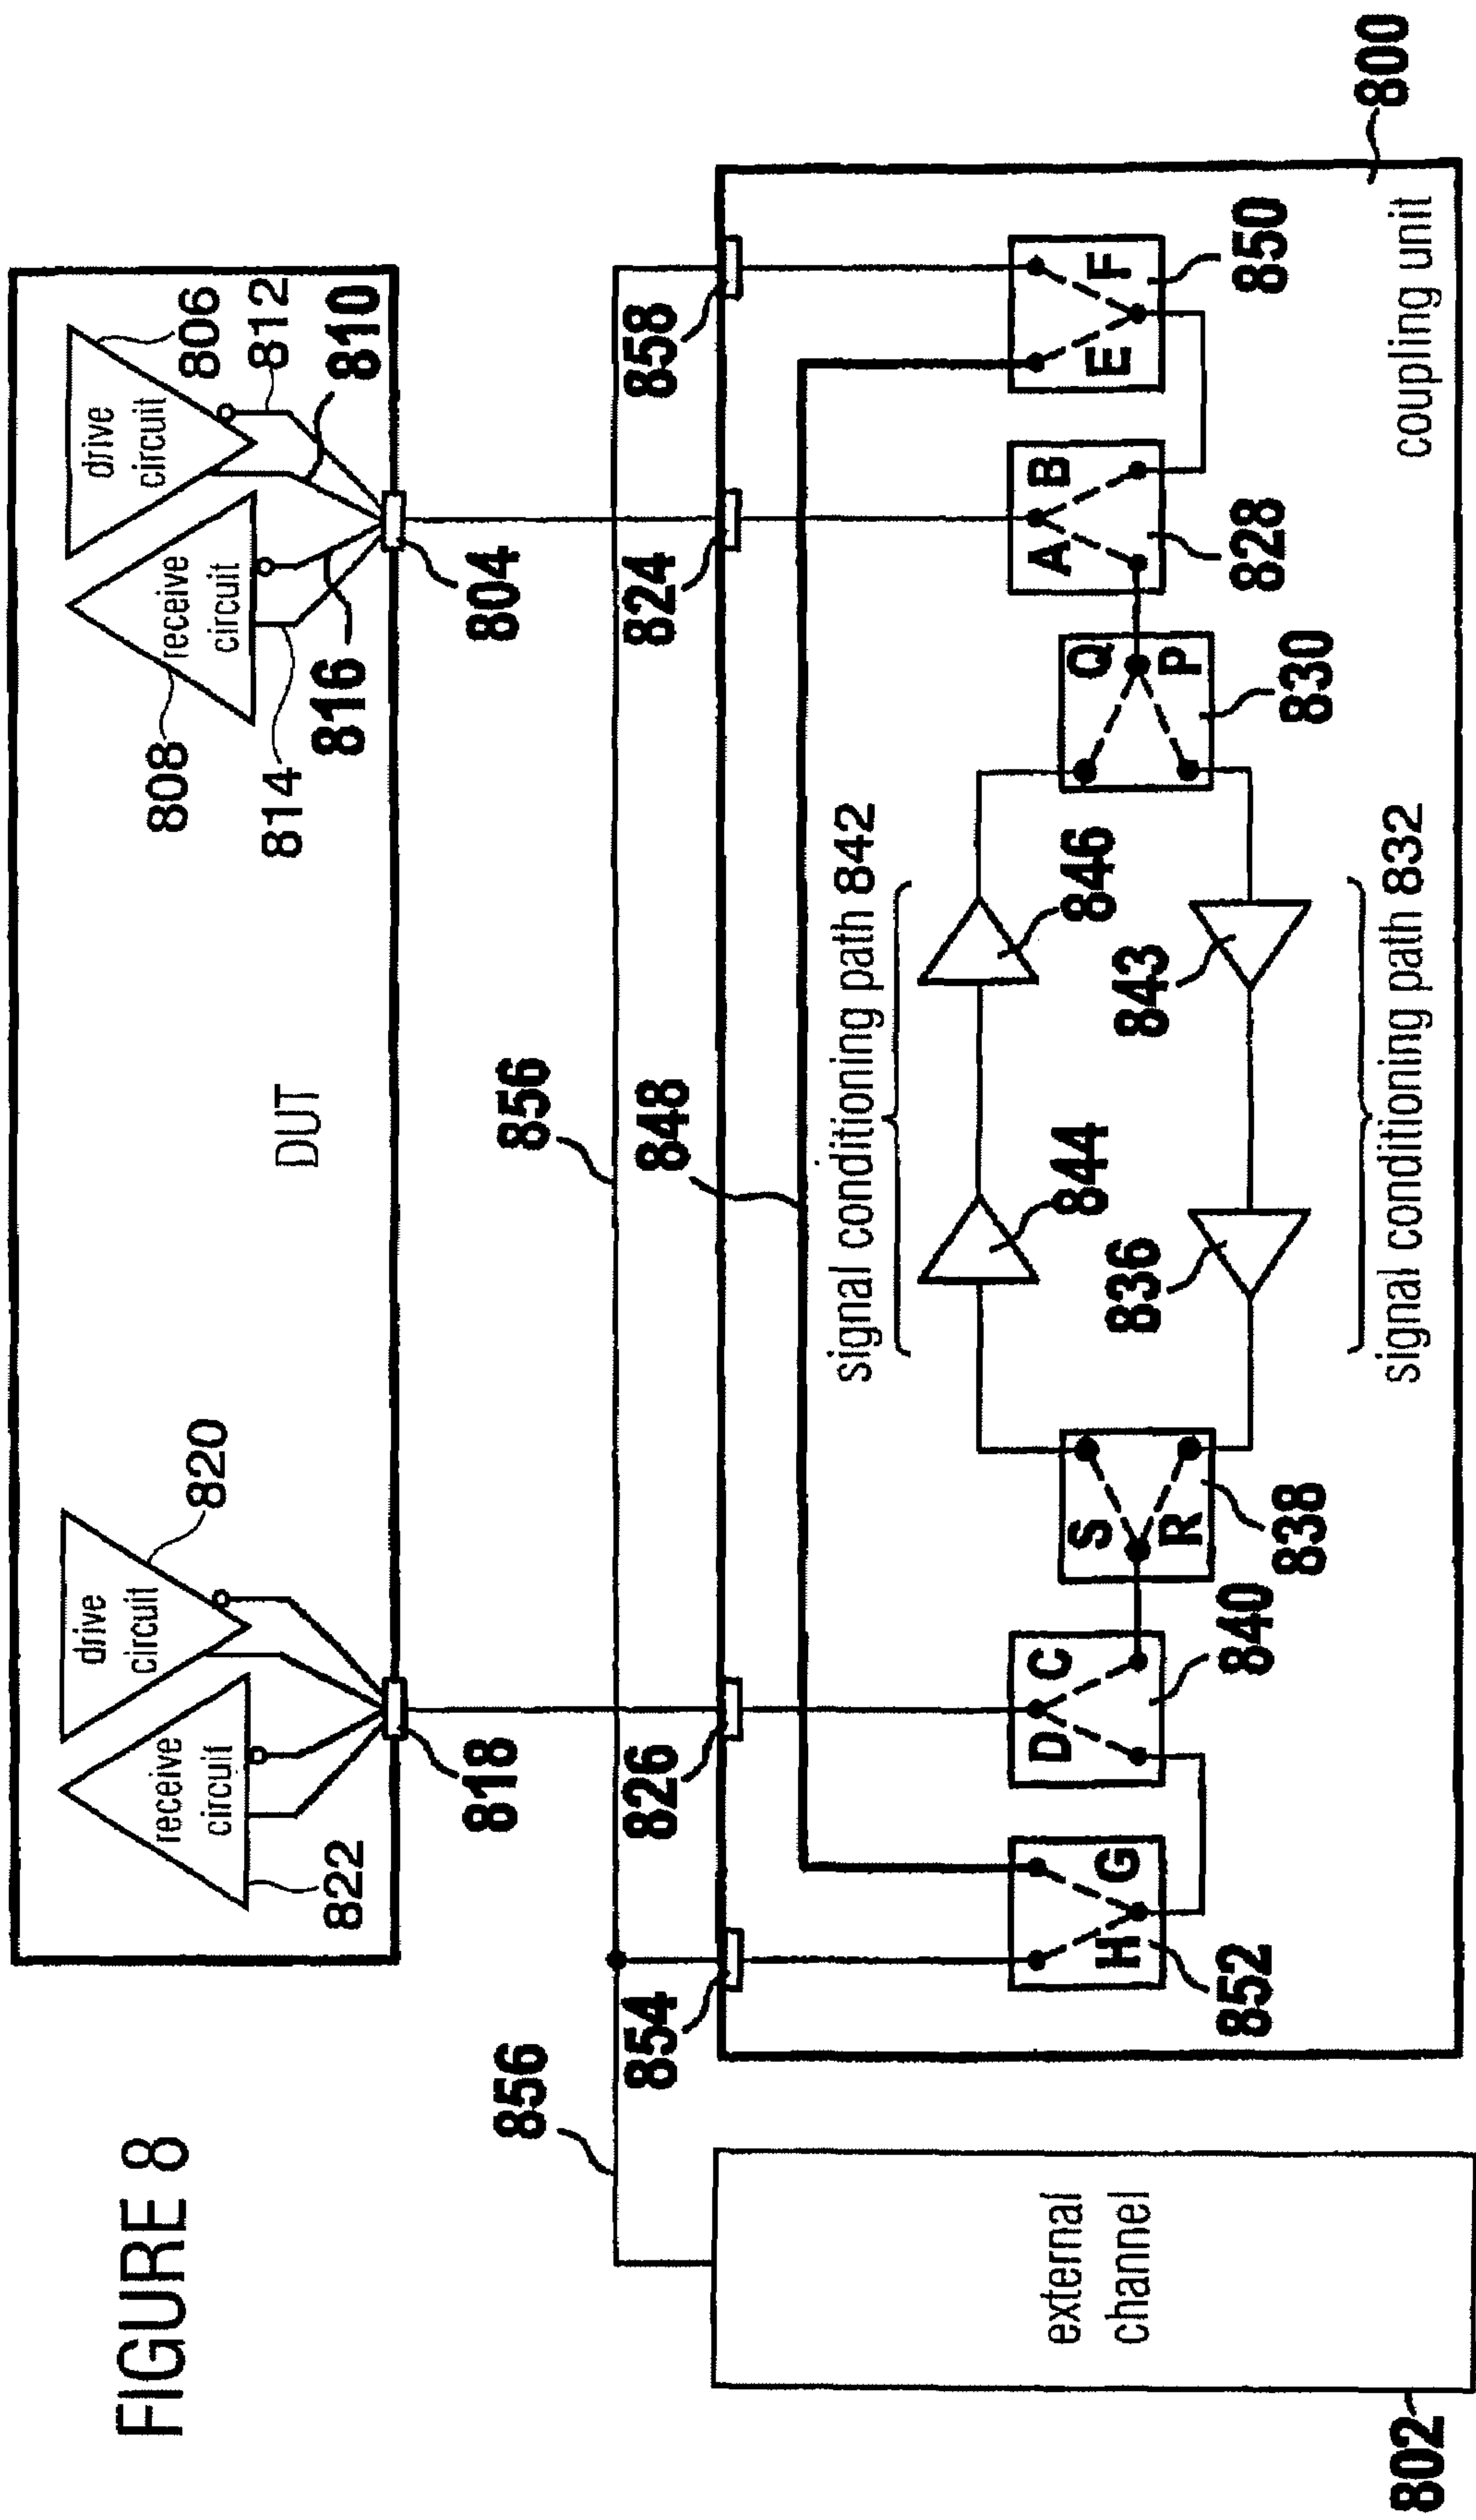 FIGURE 8
822
receive
circuit
drive
circuit
820
DUT
808
receive
circuit
814
816
drive
circuit
806
812
810
818
804
856
856
848
854
826
824
858
external
channel
802
signal conditioning path 842
H
G
852
D
C
840
S
R
838
844
846
836
843
Q
P
830
A
B
828
E
F
850
signal conditioning path 832
coupling unit
800